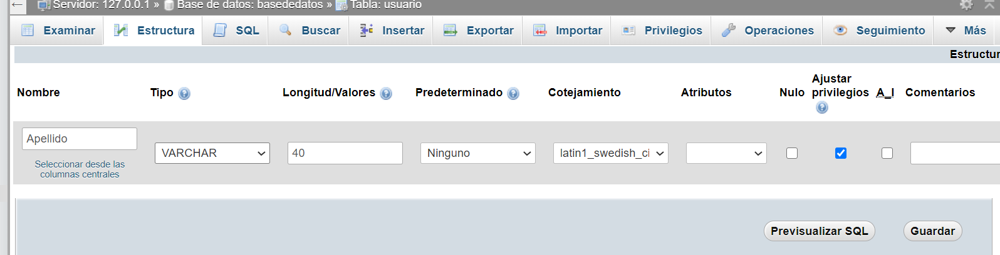 Servidor: 127.0.0.1 » Base de datos: basededatos » Tabla: usuario
Examinar Estructura SQL Buscar Insertar Exportar Importar Privilegios Operaciones Seguimiento Más
Estructur
Nombre Tipo Longitud/Valores Predeterminado Cotejamiento Atributos Nulo Ajustar privilegios A_I Comentarios
Apellido VARCHAR 40 Ninguno latin1_swedish_ci
Seleccionar desde las
columnas centrales
Previsualizar SQL Guardar